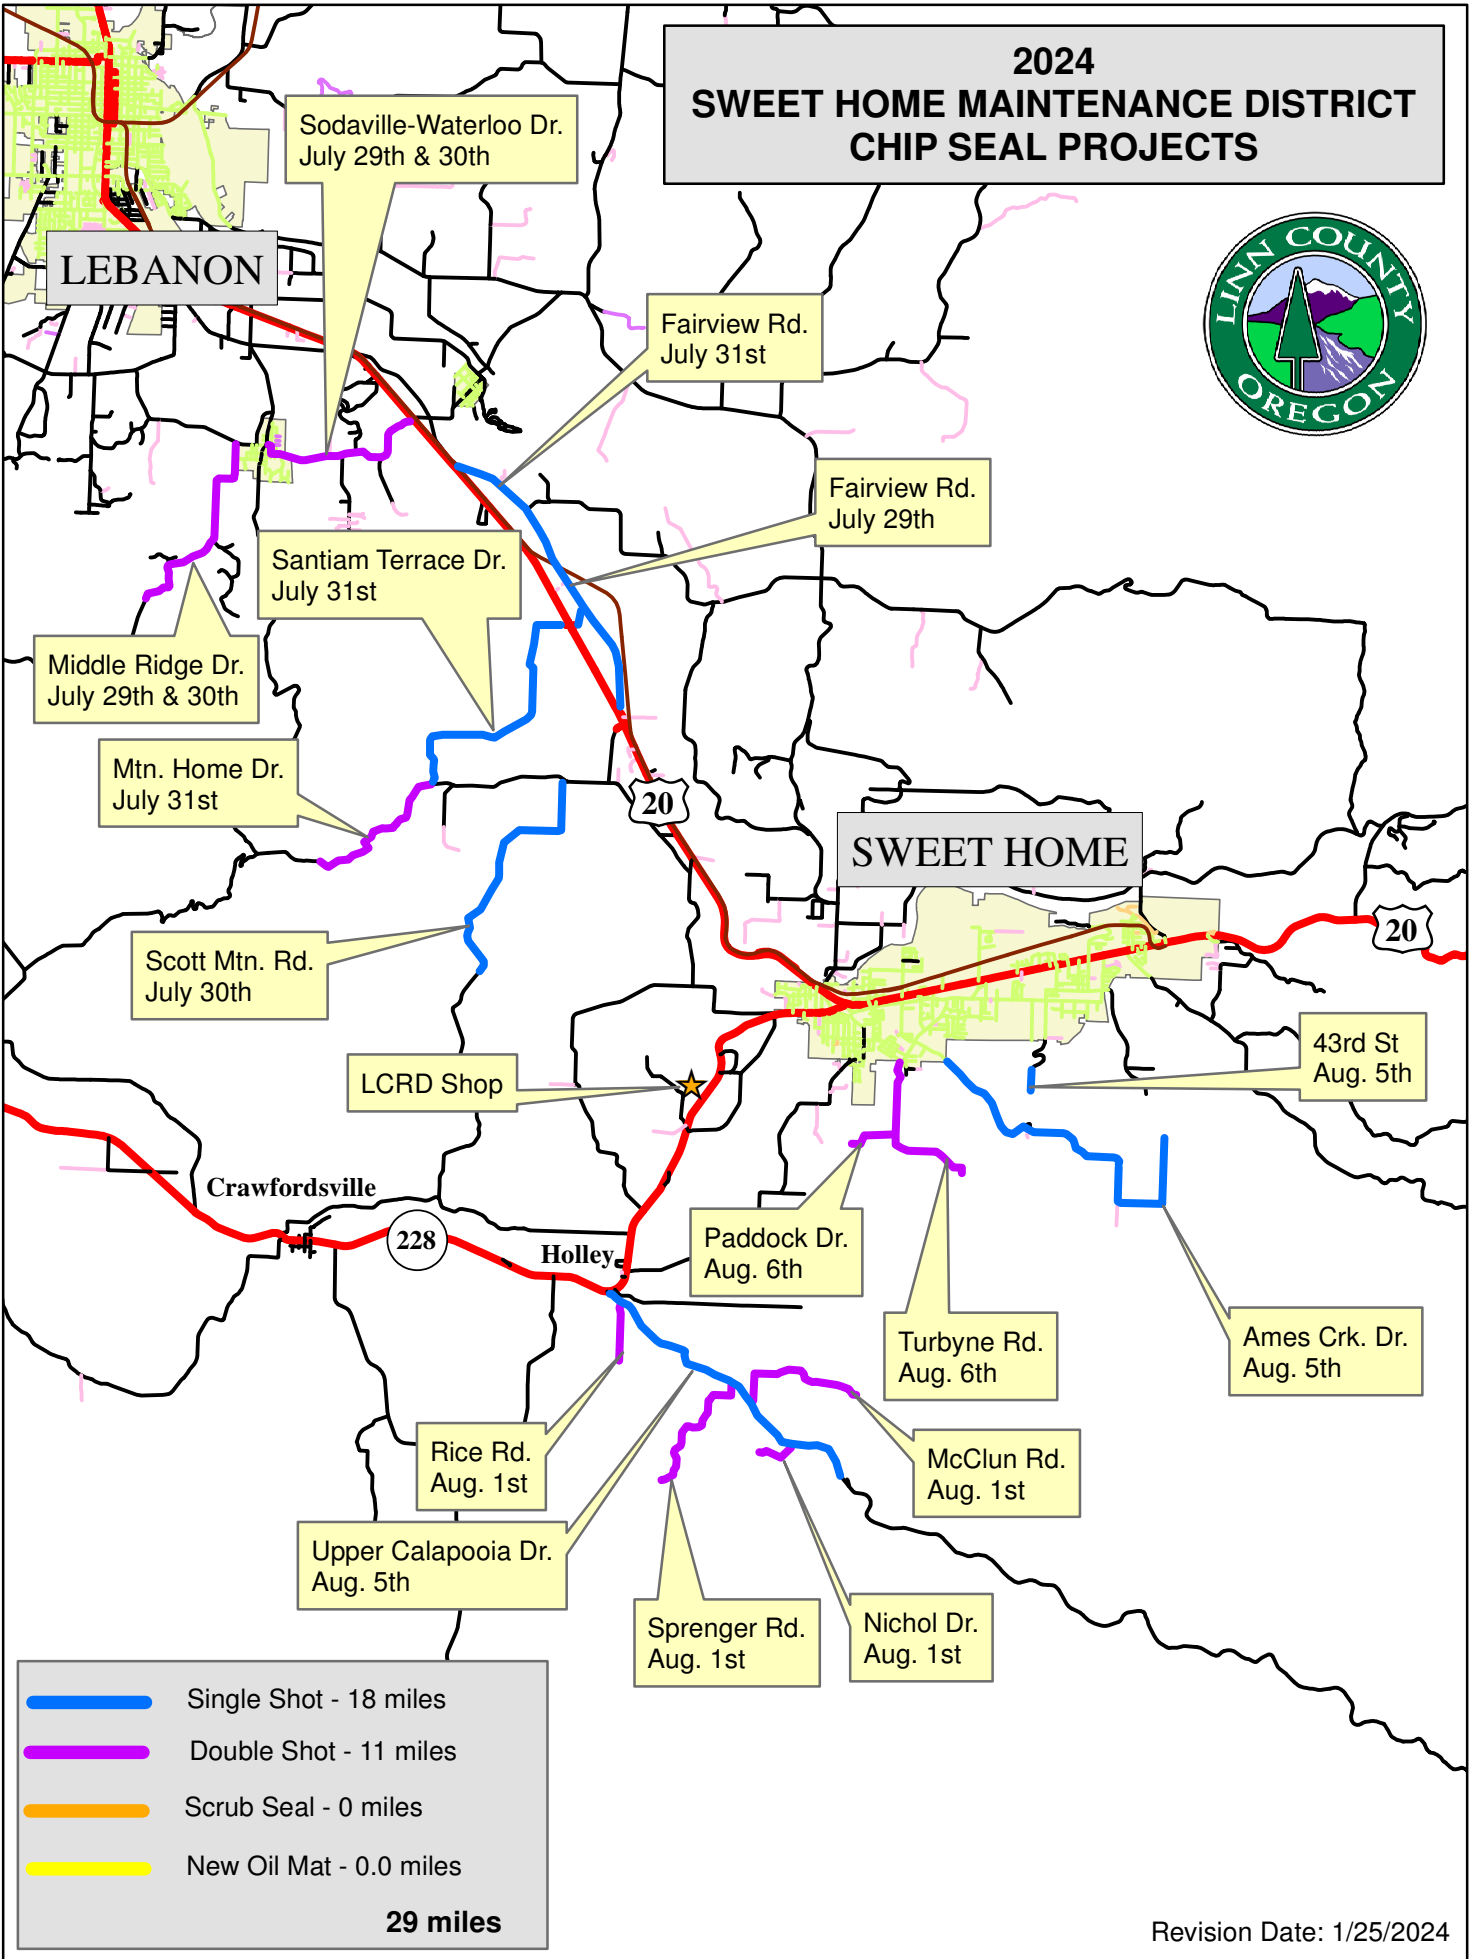 2024
SWEET HOME MAINTENANCE DISTRICT
CHIP SEAL PROJECTS
Sodaville-Waterloo Dr.
July 29th & 30th
LINN COUNTY
OREGON
LEBANON
Fairview Rd.
July 31st
Fairview Rd.
July 29th
Santiam Terrace Dr.
July 31st
Middle Ridge Dr.
July 29th & 30th
Mtn. Home Dr.
July 31st
20
SWEET HOME
20
Scott Mtn. Rd.
July 30th
43rd St
Aug. 5th
LCRD Shop
Crawfordsville
228
Holley
Paddock Dr.
Aug. 6th
Turbyne Rd.
Aug. 6th
Ames Crk. Dr.
Aug. 5th
Rice Rd.
Aug. 1st
McClun Rd.
Aug. 1st
Upper Calapooia Dr.
Aug. 5th
Sprenger Rd.
Aug. 1st
Nichol Dr.
Aug. 1st
Single Shot - 18 miles
Double Shot - 11 miles
Scrub Seal - 0 miles
New Oil Mat - 0.0 miles
29 miles
Revision Date: 1/25/2024